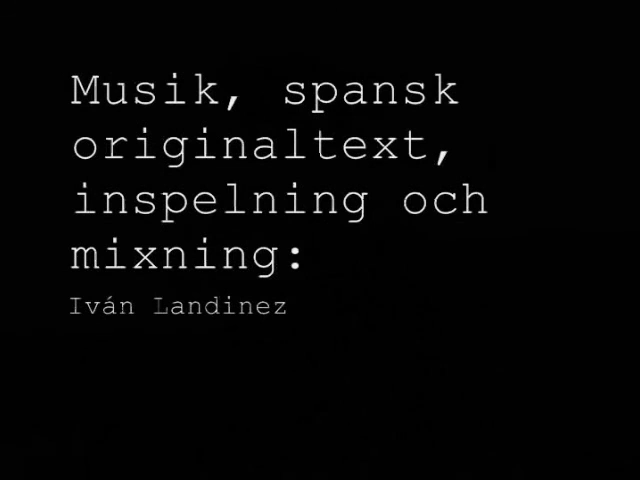 Musik, spansk
originaltext,
inspelning och
mixning:
Iván Landinez